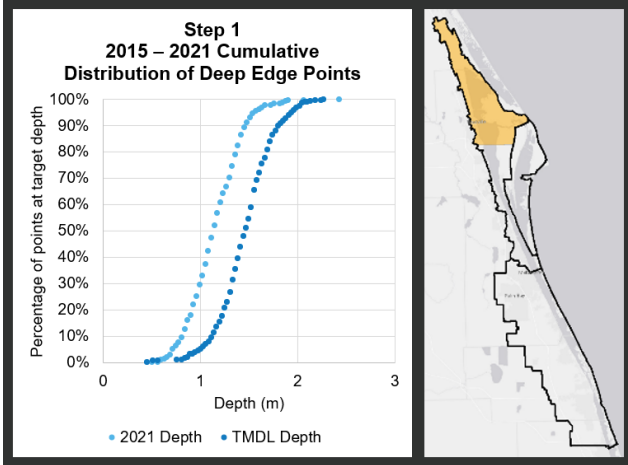 Step 1
2015 – 2021 Cumulative
Distribution of Deep Edge Points
Percentage of points at target depth
100%
90%
80%
70%
60%
50%
40%
30%
20%
10%
0%
0
1
2
3
Depth (m)
2021 Depth
TMDL Depth